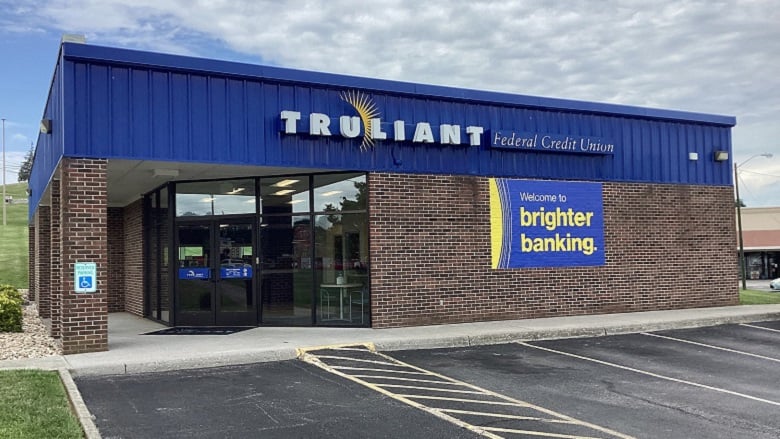 TRULIANT
Federal Credit Union
Welcome to
brighter
banking.